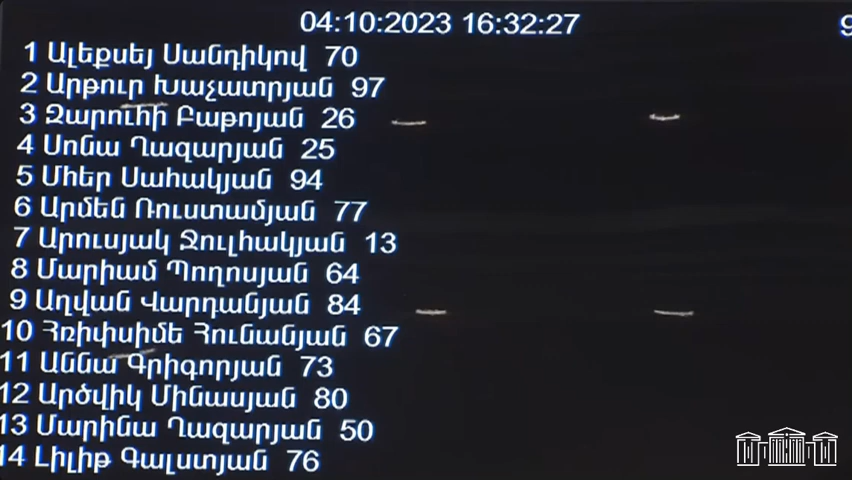 04:10:2023 16:32:27
9
1 Ալեքսեյ Սանդիկով 70
2 Արթուր Խաչատրյան 97
3 Զարուհի Բաթոյան 26
4 Սոնա Ղազարյան 25
5 Մհեր Սահակյան 94
6 Արմեն Ռուստամյան 77
7 Արուսյակ Ջուլհակյան 13
8 Մարիամ Պողոսյան 64
9 Աղվան Վարդանյան 84
10 Հռիփսիմե Հունանյան 67
11 Աննա Գրիգորյան 73
12 Արծվիկ Մինասյան 80
13 Մարինա Ղազարյան 50
14 Լիլիթ Գալստյան 76